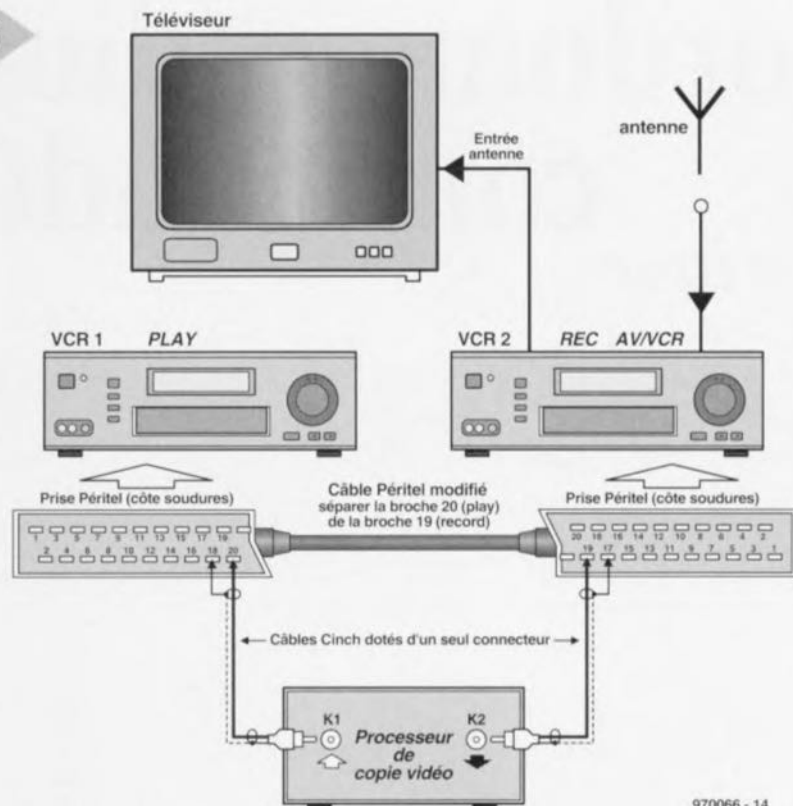 Téléviseur
Entrée
antenne
antenne
VCR 1 PLAY
VCR 2 REC AV/VCR
Prise Péritel (côte soudures)
Câble Péritel modifié
séparer la broche 20 (play)
de la broche 19 (record)
Prise Péritel (côte soudures)
1 3 5 7 9 11 13 15 17 19
2 4 6 8 10 12 14 16 18 20
20 18 16 14 12 10 8 6 4 2
19 17 15 13 11 9 7 5 3 1
Câbles Cinch dotés d'un seul connecteur
K1 K2
Processeur
de
copie vidéo
970066 - 14